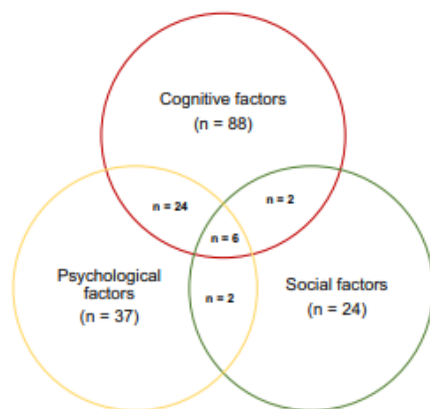 Cognitive factors
(n = 88)
n = 24
n = 2
n = 6
Psychological
factors
(n = 37)
n = 2
Social factors
(n = 24)